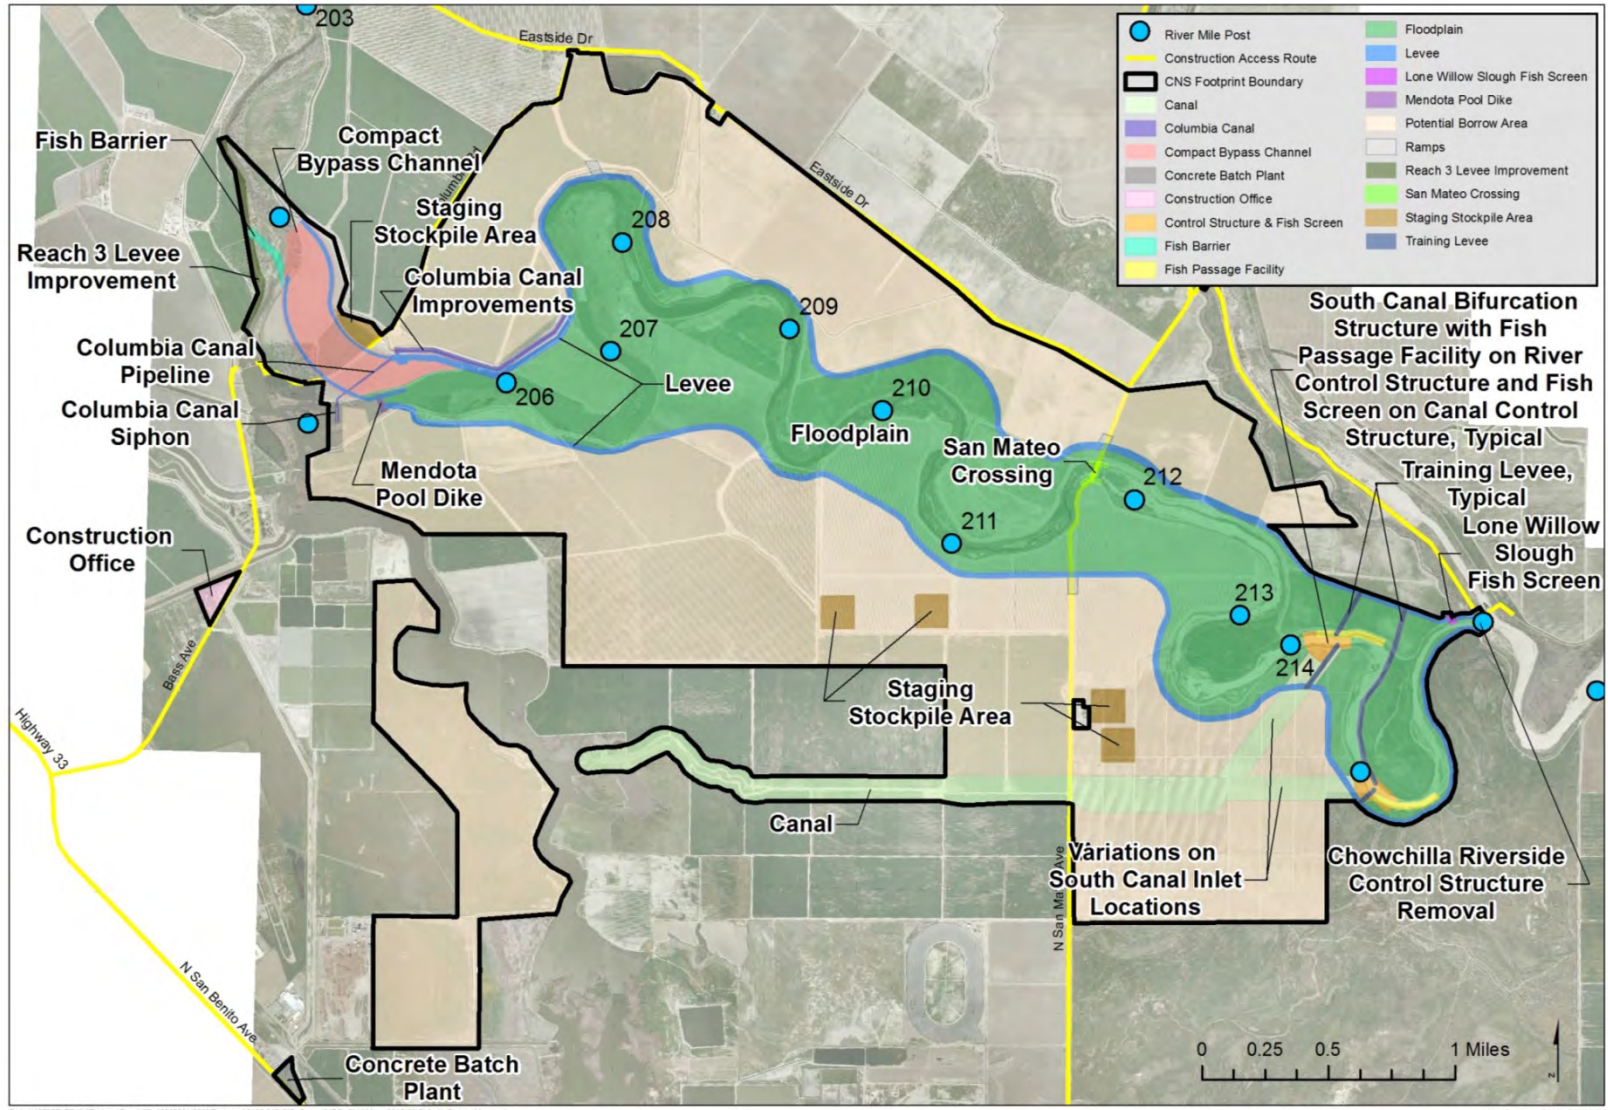 203
Eastside Dr
River Mile Post
Construction Access Route
CNS Footprint Boundary
Canal
Columbia Canal
Compact Bypass Channel
Concrete Batch Plant
Construction Office
Control Structure & Fish Screen
Fish Barrier
Fish Passage Facility
Floodplain
Levee
Lone Willow Slough Fish Screen
Mendota Pool Dike
Potential Borrow Area
Ramps
Reach 3 Levee Improvement
San Mateo Crossing
Staging Stockpile Area
Training Levee
Fish Barrier
Compact
Bypass Channel
Eastside Dr
Staging
Stockpile Area
208
Reach 3 Levee
Improvement
Columbia Canal
Improvements
209
207
South Canal Bifurcation
Structure with Fish
Passage Facility on River
Control Structure and Fish
Screen on Canal Control
Structure, Typical
Columbia Canal
Pipeline
Levee
206
210
Columbia Canal
Siphon
Floodplain
San Mateo
Crossing
Mendota
Pool Dike
212
Training Levee,
Typical
211
Lone Willow
Slough
Fish Screen
Construction
Office
213
214
Bass Ave
Staging
Stockpile Area
Highway 33
Canal
Variations on
South Canal Inlet
Locations
Chowchilla Riverside
Control Structure
Removal
N San Ma Ave
N San Benito Ave
Concrete Batch
Plant
0 0.25 0.5 1 Miles